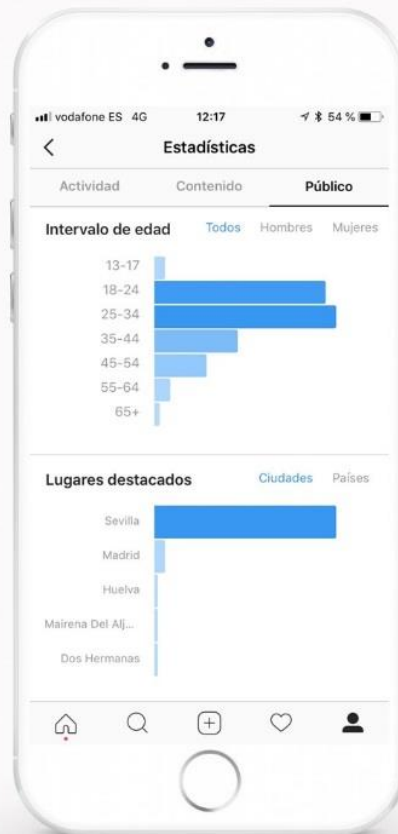 vodafone ES 4G 12:17 54 %
Estadísticas
Actividad Contenido Público
Intervalo de edad Todos Hombres Mujeres
13-17
18-24
25-34
35-44
45-54
55-64
65+
Lugares destacados Ciudades Países
Sevilla
Madrid
Huelva
Mairena Del Alj...
Dos Hermanas